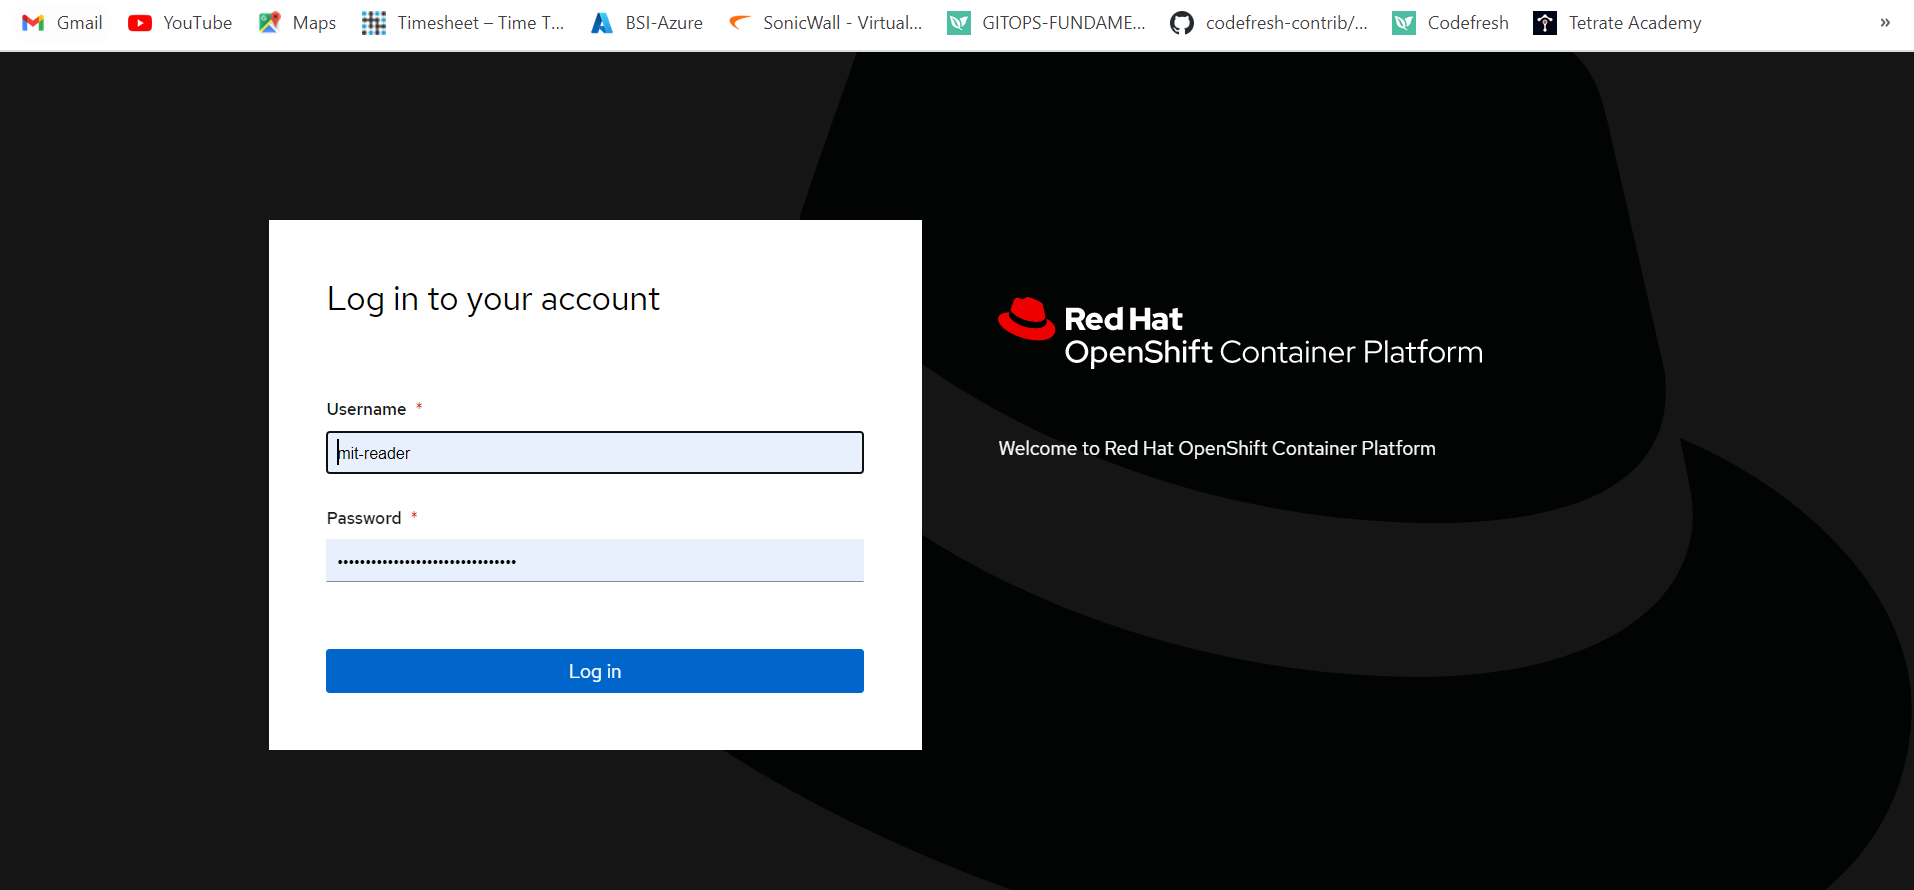 Gmail YouTube Maps Timesheet – Time T... BSI-Azure SonicWall - Virtual... GITOPS-FUNDAME... codefresh-contrib/... Codefresh Tetrate Academy »
Log in to your account
Username *
mit-reader
Password *
••••••••••••••••••••••••••••••••
Log in
Red Hat
OpenShift Container Platform
Welcome to Red Hat OpenShift Container Platform